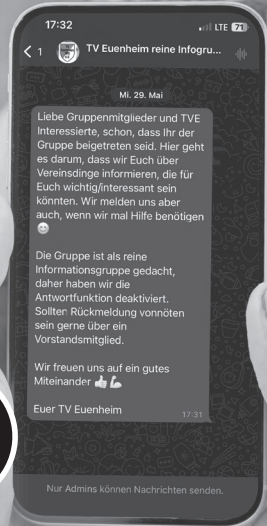 17:32
LTE 71
1
TV Euenheim reine Infogru...
Mi. 29. Mai
Liebe Gruppenmitglieder und TVE
Interessierte, schon, dass Ihr der
Gruppe beigetreten seid. Hier geht
es darum, dass wir Euch über
Vereinsdinge informieren, die für
Euch wichtig/interessant sein
könnten. Wir melden uns aber
auch, wenn wir mal Hilfe benötigen
😊
Die Gruppe ist als reine
Informationsgruppe gedacht,
daher haben wir die
Antwortfunktion deaktiviert.
Sollten Rückmeldung vonnöten
sein gerne über ein
Vorstandsmitglied.
Wir freuen uns auf ein gutes
Miteinander 👍💪
Euer TV Euenheim
17:31
Nur Admins können Nachrichten senden.